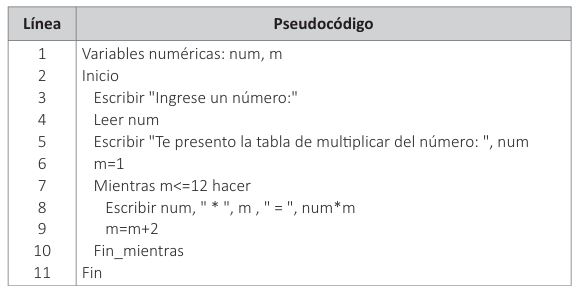 Línea Pseudocódigo
1 Variables numéricas: num, m
2 Inicio
3 Escribir "Ingrese un número:"
4 Leer num
5 Escribir "Te presento la tabla de multiplicar del número: ", num
6 m=1
7 Mientras m<=12 hacer
8 Escribir num, " * ", m , " = ", num*m
9 m=m+2
10 Fin_mientras
11 Fin